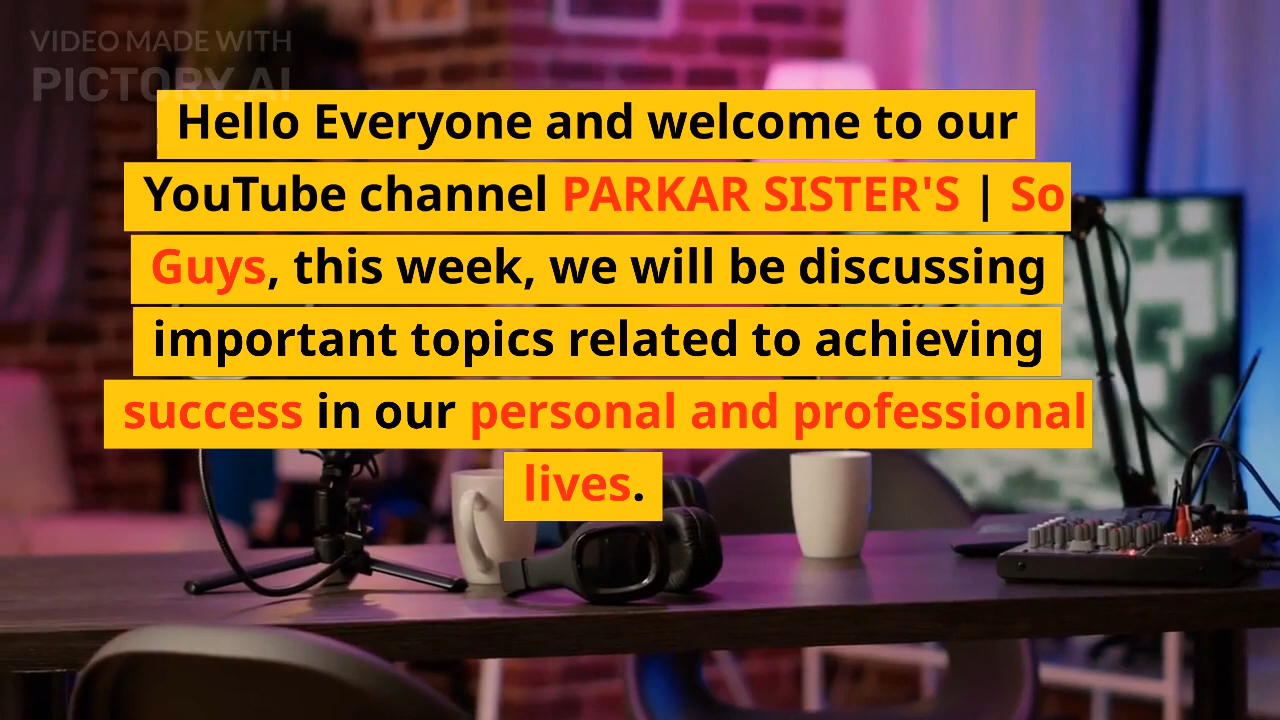 VIDEO MADE WITH
PICTORY.AI
Hello Everyone and welcome to our
YouTube channel PARKAR SISTER'S | So
Guys, this week, we will be discussing
important topics related to achieving
success in our personal and professional
lives.